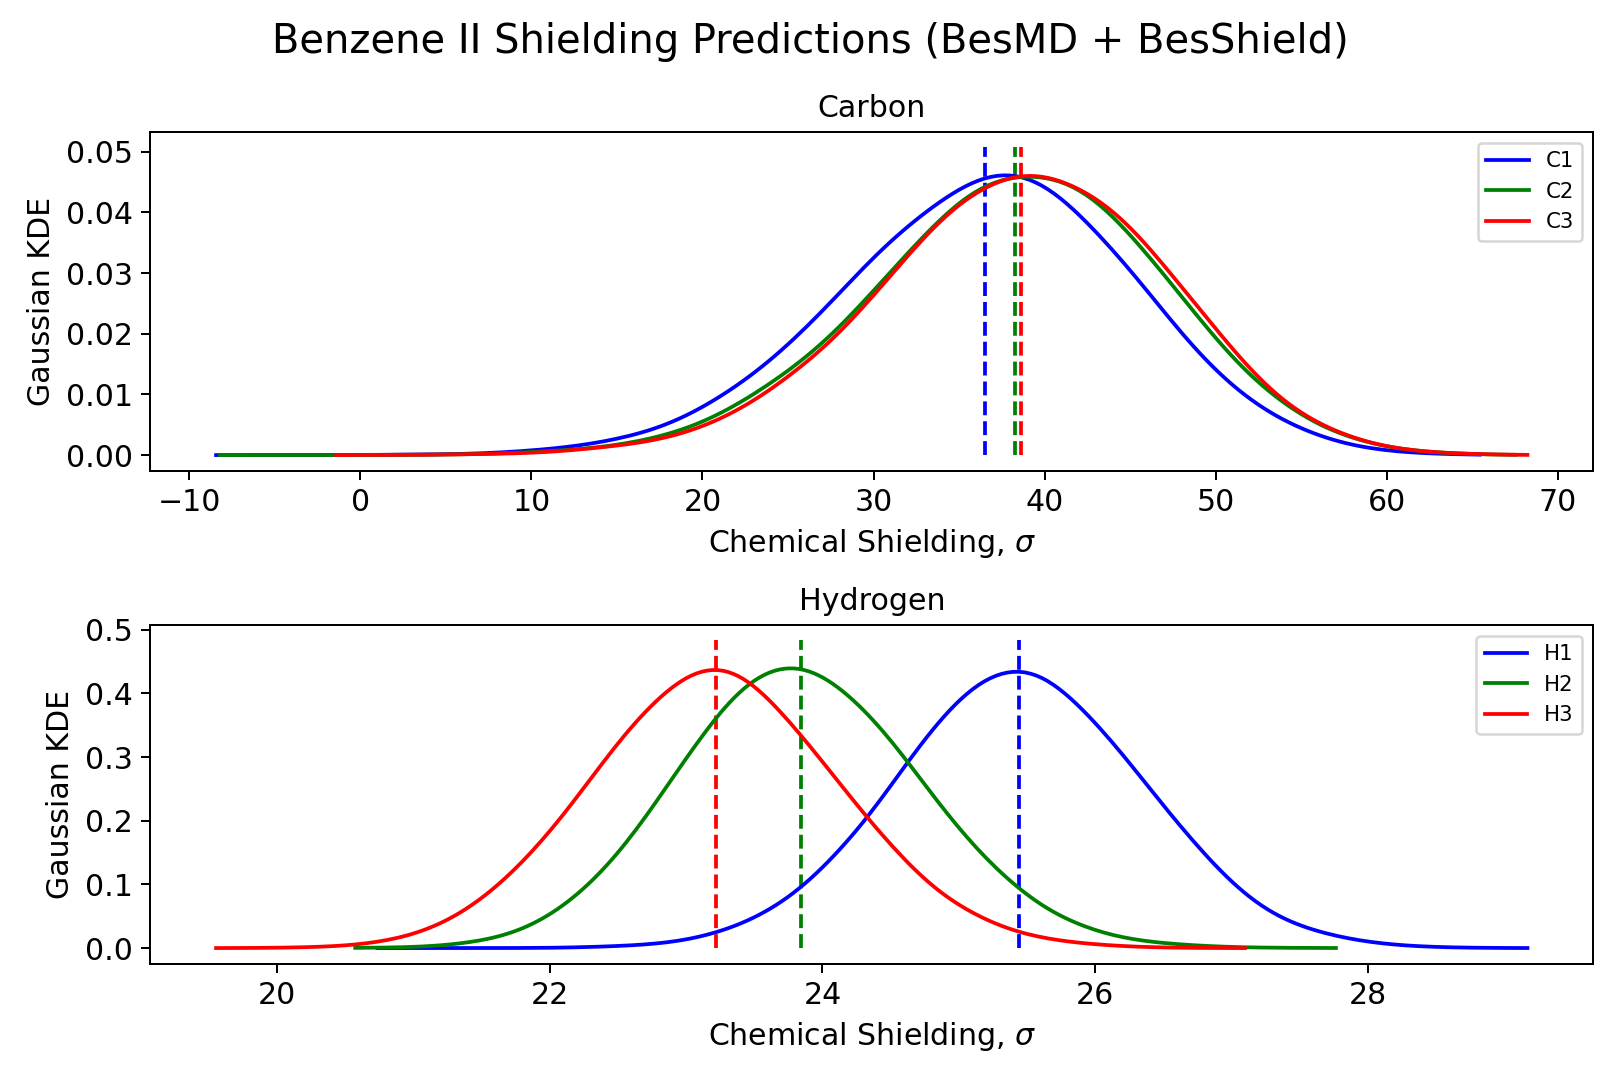 Benzene II Shielding Predictions (BesMD + BesShield)
Carbon
Gaussian KDE
0.05
0.04
0.03
0.02
0.01
0.00
C1
C2
C3
−10 0 10 20 30 40 50 60 70
Chemical Shielding, σ
Hydrogen
Gaussian KDE
0.5
0.4
0.3
0.2
0.1
0.0
H1
H2
H3
20 22 24 26 28
Chemical Shielding, σ